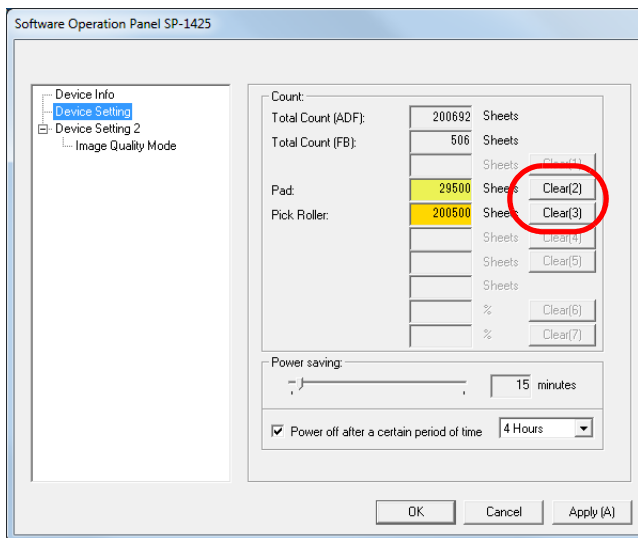 Software Operation Panel SP-1425
Device Info
Device Setting
Device Setting 2
Image Quality Mode
Count:
Total Count (ADF): 200692 Sheets
Total Count (FB): 506 Sheets
Sheets Clear(1)
Pad: 29500 Sheets Clear(2)
Pick Roller: 200500 Sheets Clear(3)
Sheets Clear(4)
Sheets Clear(5)
Sheets
% Clear(6)
% Clear(7)
Power saving:
15 minutes
Power off after a certain period of time 4 Hours
OK Cancel Apply (A)